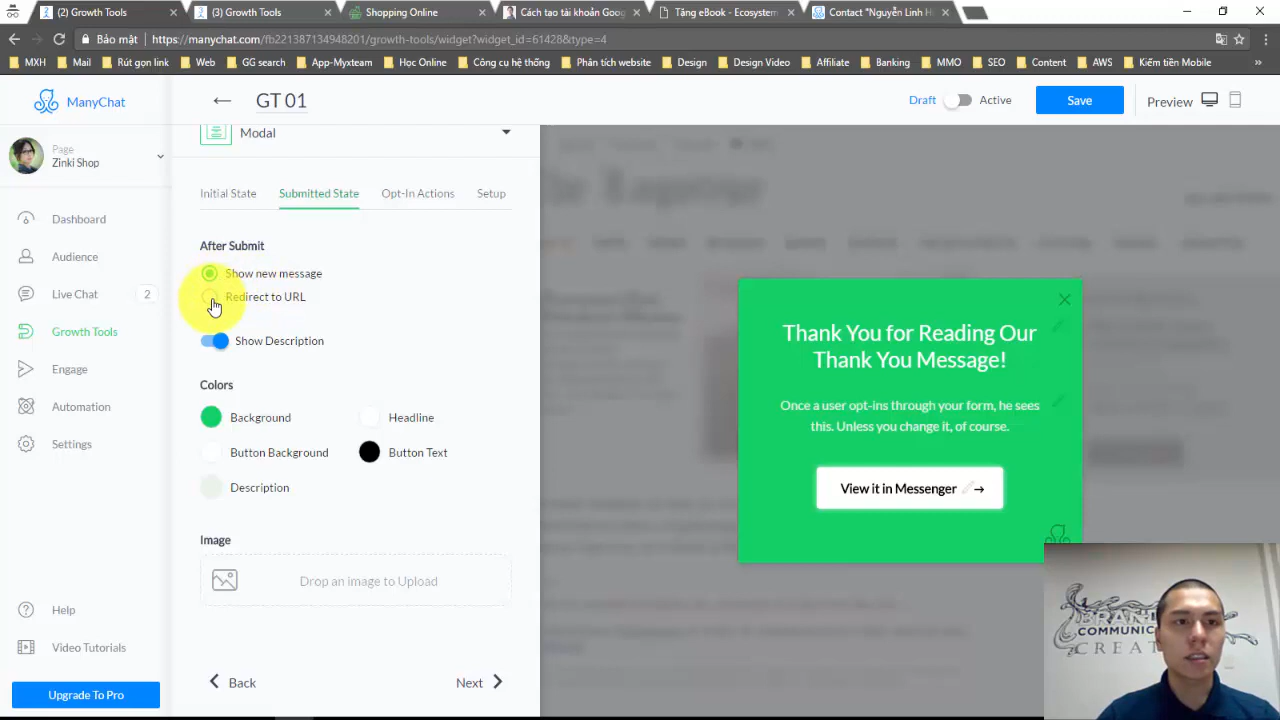 (2) Growth Tools
(3) Growth Tools
Shopping Online
Cách tạo tài khoản Goog
Tặng eBook - Ecosystem
Contact "Nguyễn Linh H
Bảo mật
https://manychat.com/fb221387134948201/growth-tools/widget?widget_id=61428&type=4
MXH
Mail
Rút gọn link
Web
GG search
App-Myxteam
Học Online
Công cụ hệ thống
Phân tích website
Design
Design Video
Affiliate
Banking
MMO
SEO
Content
AWS
Kiếm tiền Mobile
»
ManyChat
GT 01
Draft
Active
Save
Preview
Page
Zinki Shop
Modal
Initial State
Submitted State
Opt-In Actions
Setup
Dashboard
Audience
Live Chat
2
Growth Tools
Engage
Automation
Settings
Help
Video Tutorials
Upgrade To Pro
After Submit
Show new message
Redirect to URL
Show Description
Colors
Background
Headline
Button Background
Button Text
Description
Image
Drop an image to Upload
Back
Next
Thank You for Reading Our
Thank You Message!
Once a user opt-ins through your form, he sees
this. Unless you change it, of course.
View it in Messenger →
BRAND
COMMUNIC
CREAT